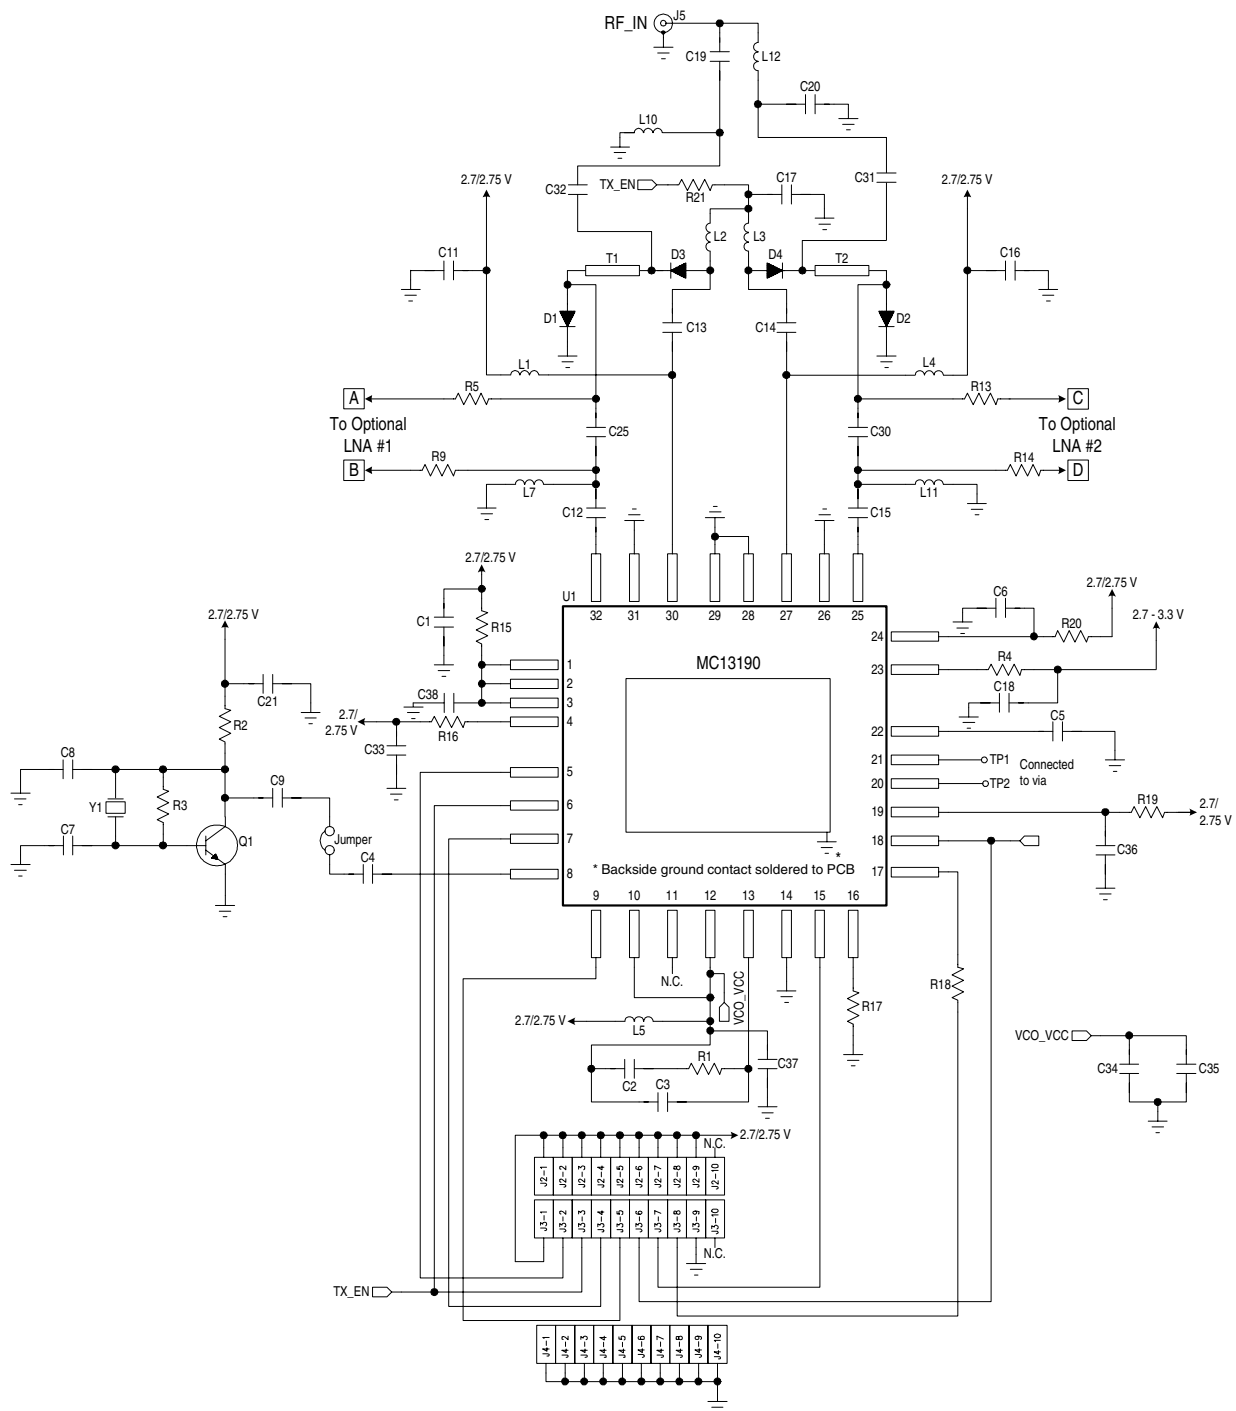 RF_IN
J5
C19
L12
C20
L10
2.7/2.75 V
C32
TX_EN
R21
C17
C31
2.7/2.75 V
L2
L3
C11
T1
D3
D4
T2
C16
D1
C13
C14
D2
L1
L4
A
R5
R13
C
To Optional
LNA #1
C25
C30
To Optional
LNA #2
B
R9
R14
D
L7
L11
C12
C15
2.7/2.75 V
U1
32
31
30
29
28
27
26
25
C6
2.7/2.75 V
2.7/2.75 V
C1
R15
24
R20
2.7 - 3.3 V
MC13190
1
23
R4
2
C21
C38
3
C18
2.7/
2.75 V
4
R2
R16
22
C5
C33
C8
21
TP1
Connected
to via
5
20
TP2
C9
Y1
R3
6
19
R19
2.7/
2.75 V
C7
Q1
Jumper
7
18
C36
C4
*
* Backside ground contact soldered to PCB
8
17
9
10
11
12
13
14
15
16
N.C.
VCO_VCC
R18
R17
2.7/2.75 V
L5
VCO_VCC
R1
C37
C2
C3
C34
C35
2.7/2.75 V
N.C.
J2-1
J2-2
J2-3
J2-4
J2-5
J2-6
J2-7
J2-8
J2-9
J2-10
J3-1
J3-2
J3-3
J3-4
J3-5
J3-6
J3-7
J3-8
J3-9
J3-10
N.C.
TX_EN
J4-1
J4-2
J4-3
J4-4
J4-5
J4-6
J4-7
J4-8
J4-9
J4-10